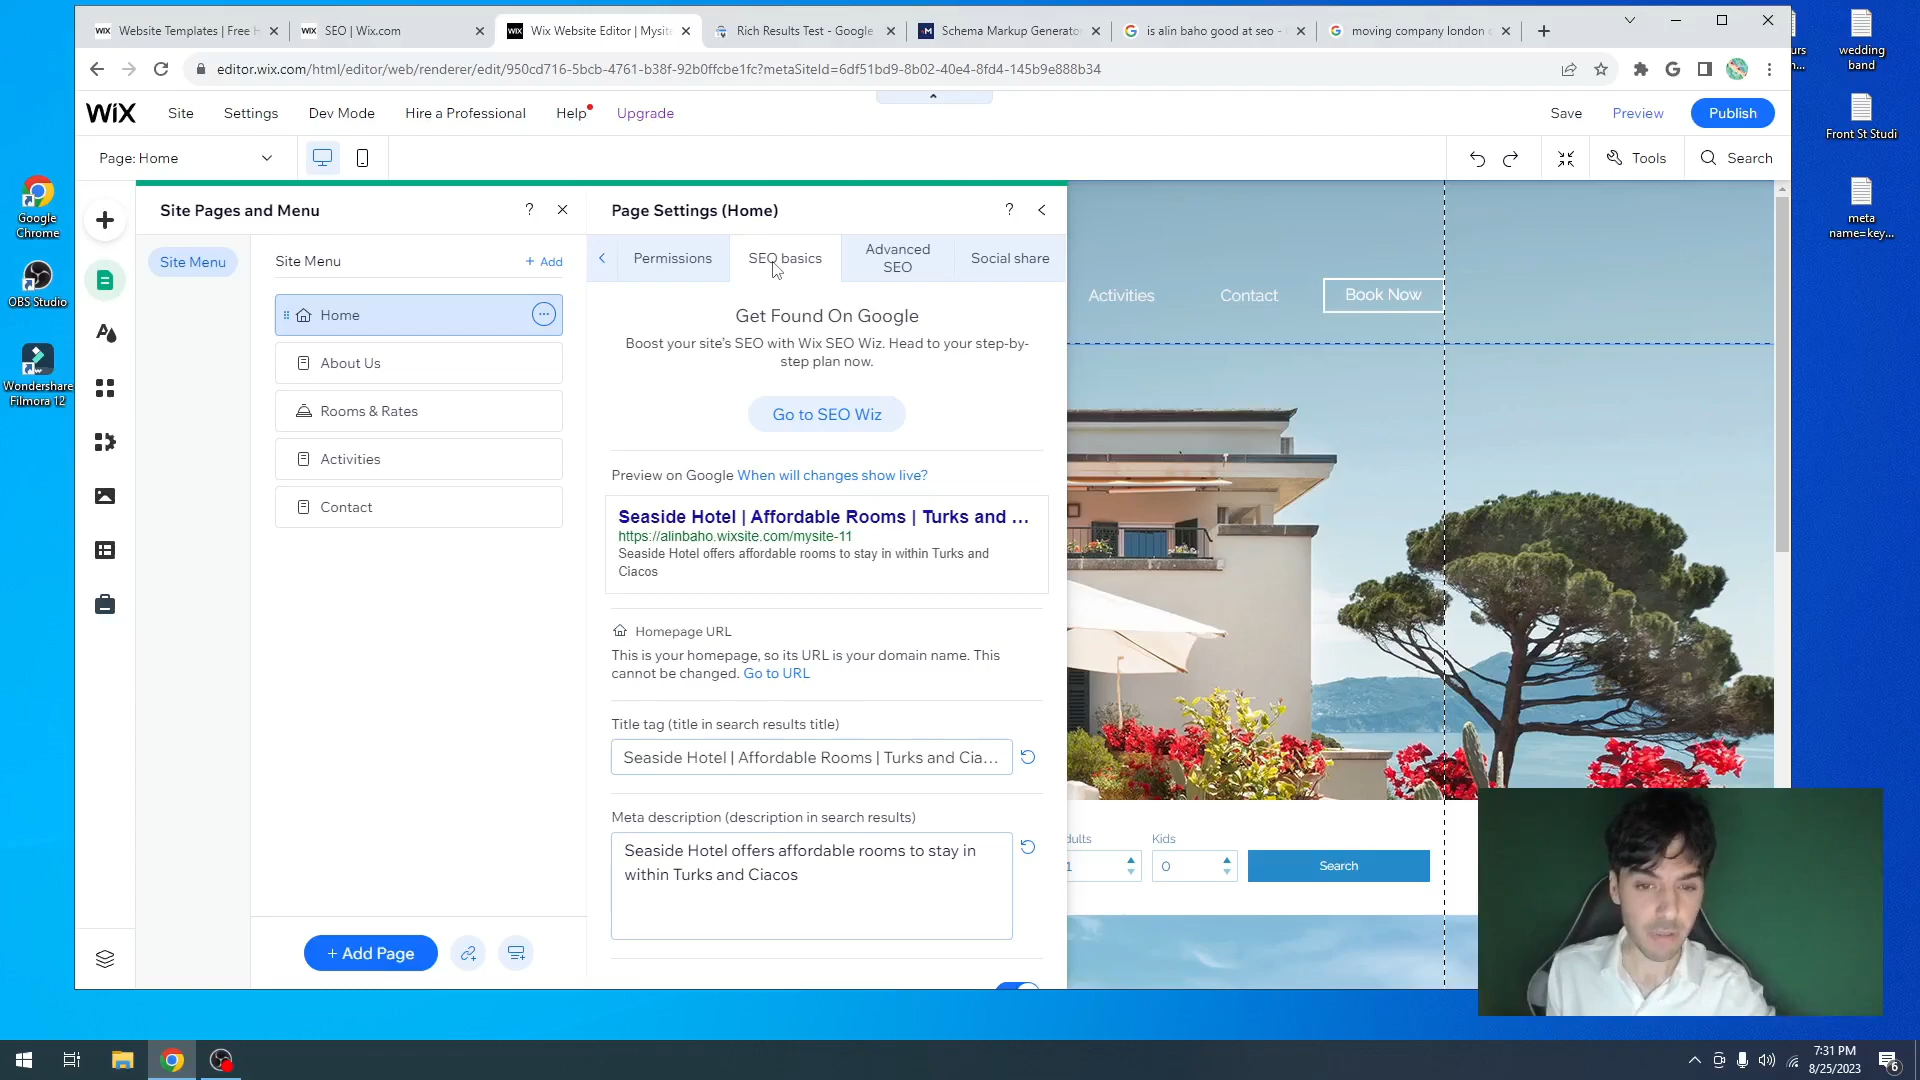 WIX Website Templates | Free H
WIX SEO | Wix.com
WIX Wix Website Editor | Mysite
Rich Results Test - Google
Schema Markup Generator
is alin baho good at seo -
moving company london
editor.wix.com/html/editor/web/renderer/edit/950cd716-5bcb-4761-b38f-92b0ffcbe1fc?metaSiteId=6df51bd9-8b02-40e4-8fd4-145b9e888b34
WIX
Site
Settings
Dev Mode
Hire a Professional
Help
Upgrade
Save
Preview
Publish
Page: Home
Tools
Search
Site Pages and Menu
?
Page Settings (Home)
?
Site Menu
Site Menu
+ Add
Home
About Us
Rooms & Rates
Activities
Contact
+ Add Page
Permissions
SEO basics
Advanced
SEO
Social share
Get Found On Google
Boost your site's SEO with Wix SEO Wiz. Head to your step-by-
step plan now.
Go to SEO Wiz
Preview on Google When will changes show live?
Seaside Hotel | Affordable Rooms | Turks and ...
https://alinbaho.wixsite.com/mysite-11
Seaside Hotel offers affordable rooms to stay in within Turks and
Ciacos
Homepage URL
This is your homepage, so its URL is your domain name. This
cannot be changed. Go to URL
Title tag (title in search results title)
Seaside Hotel | Affordable Rooms | Turks and Cia...
Meta description (description in search results)
Seaside Hotel offers affordable rooms to stay in
within Turks and Ciacos
Activities
Contact
Book Now
dults
Kids
1
0
Search
Google
Chrome
OBS Studio
Wondershare
Filmora 12
urs
n...
wedding
band
Front St Studi
meta
name=key...
7:31 PM
8/25/2023
6